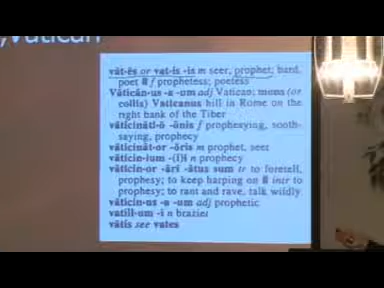 ,Vatican
vāt-ēs or vat-is -is m seer, prophet; bard,
poet ‖ f prophetess; poetess
Vāticān-us -a -um adj Vatican; mons (or
collis) Vaticanus hill in Rome on the
right bank of the Tiber
vāticināti-ō -ōnis f prophesying, sooth-
saying, prophecy
vāticināt-or -ōris m prophet, seer
vāticin-ium -(i)ī n prophecy
vāticin-or -ārī -ātus sum tr to foretell,
prophesy; to keep harping on ‖ intr to
prophesy; to rant and rave, talk wildly
vāticin-us -a -um adj prophetic
vatill-um -ī n brazier
vātis see vates